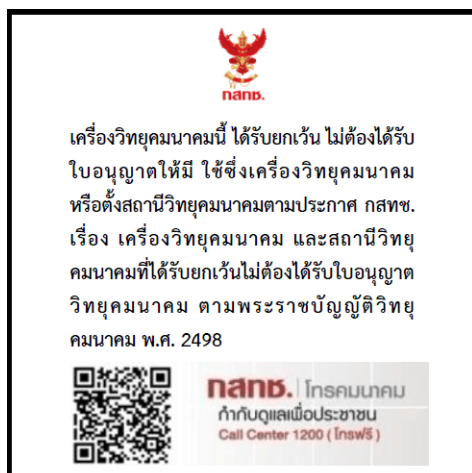 กสทช.
เครื่องวิทยุคมนาคมนี้ ได้รับยกเว้น ไม่ต้องได้รับ
ใบอนุญาตให้มี ใช้ซึ่งเครื่องวิทยุคมนาคม
หรือตั้งสถานีวิทยุคมนาคมตามประกาศ กสทช.
เรื่อง เครื่องวิทยุคมนาคม และสถานีวิทยุ
คมนาคมที่ได้รับยกเว้นไม่ต้องได้รับใบอนุญาต
วิทยุคมนาคม ตามพระราชบัญญัติวิทยุ
คมนาคม พ.ศ. 2498
กสทช. | โทรคมนาคม
กำกับดูแลเพื่อประชาชน
Call Center 1200 ( โทรฟรี )